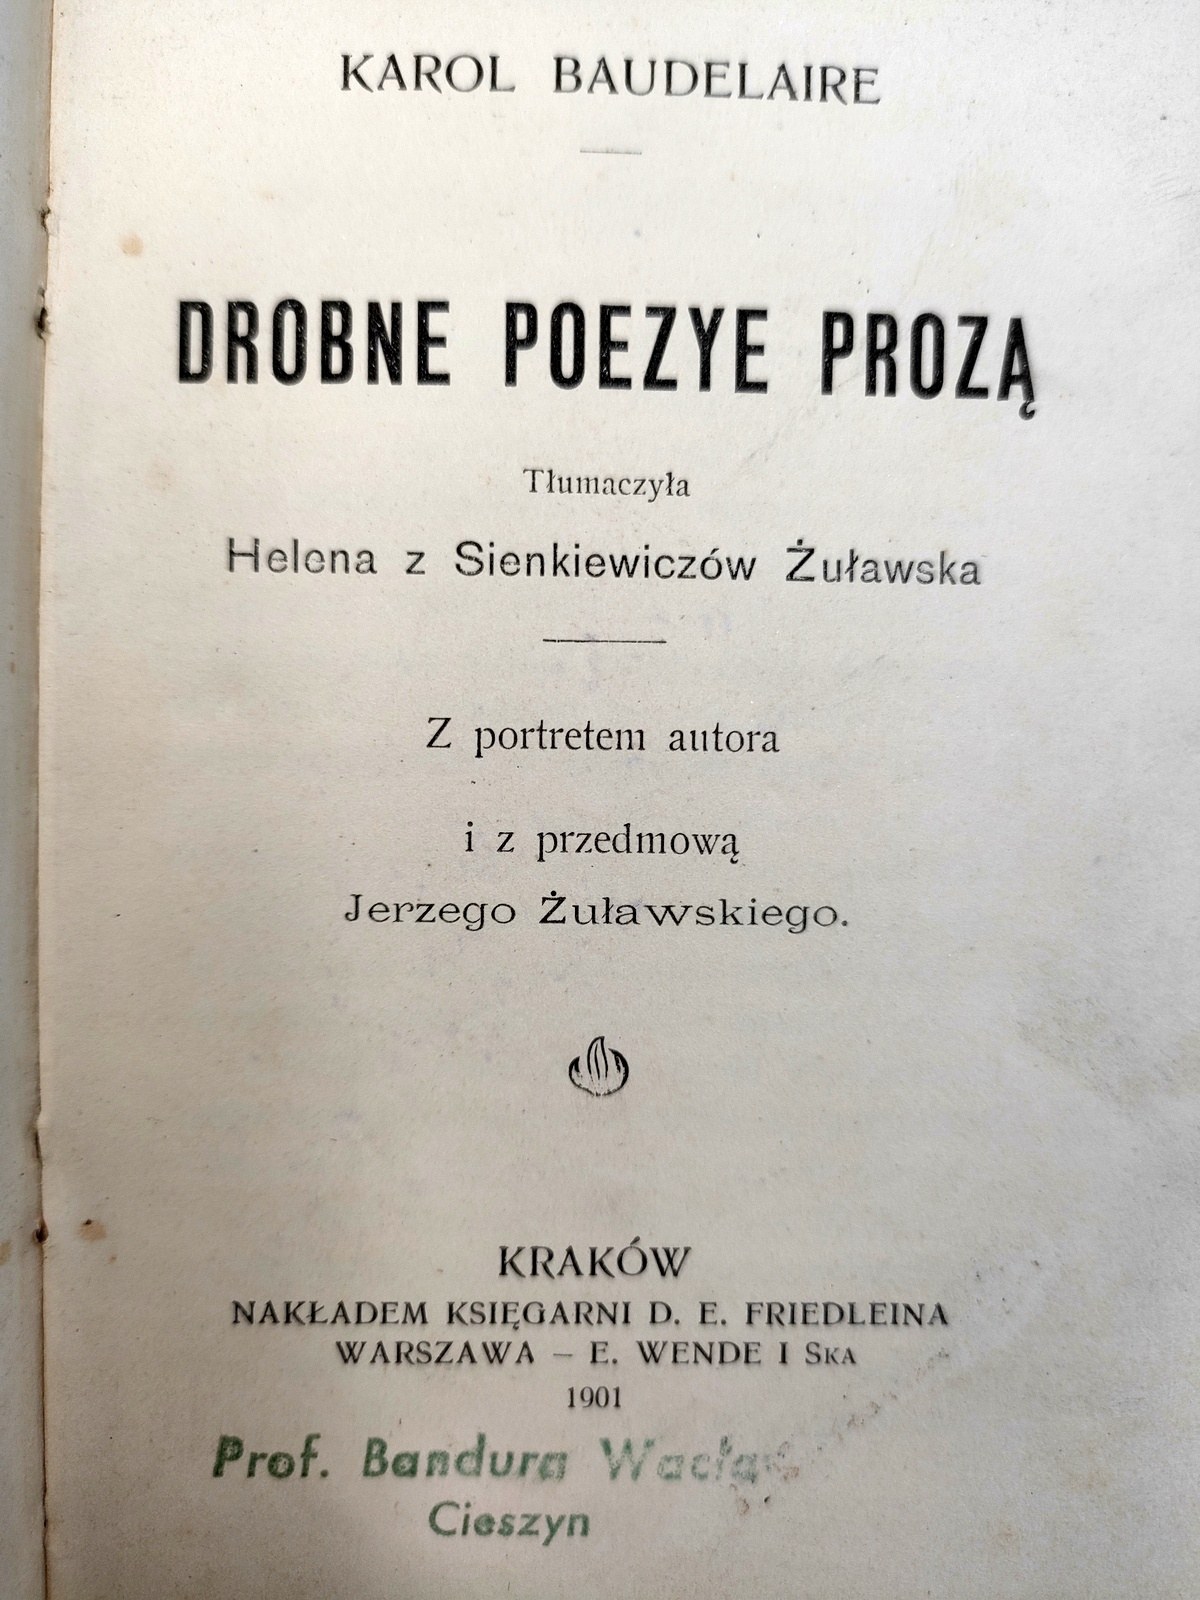 KAROL BAUDELAIRE
DROBNE POEZYE PROZĄ
Tłumaczyła
Helena z Sienkiewiczów Żuławska
Z portretem autora
i z przedmową
Jerzego Żuławskiego.
KRAKÓW
NAKŁADEM KSIĘGARNI D. E. FRIEDLEINA
WARSZAWA – E. WENDE I SKA
1901
Prof. Bandura
Cieszyn